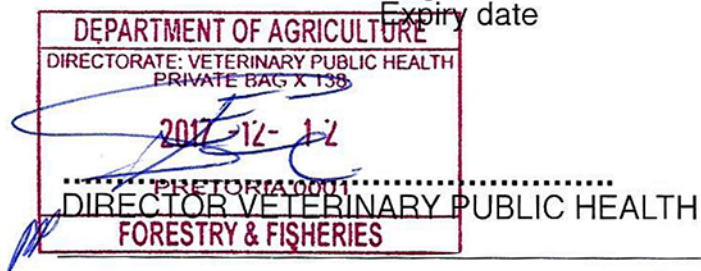 Expiry date
DEPARTMENT OF AGRICULTURE
DIRECTORATE: VETERINARY PUBLIC HEALTH
PRIVATE BAG X 138
2017 -12- 12
PRETORIA 0001
DIRECTOR VETERINARY PUBLIC HEALTH
FORESTRY & FISHERIES